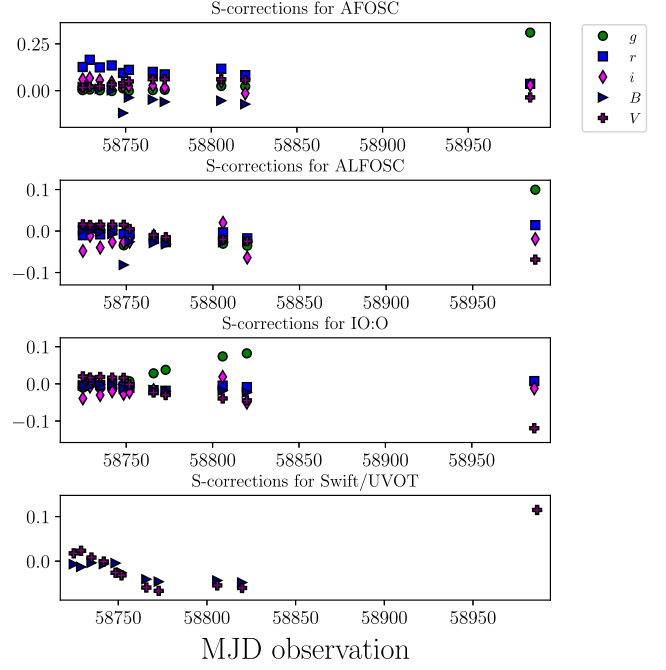 S-corrections for AFOSC
0.25
0.00
58750 58800 58850 58900 58950
g
r
i
B
V
S-corrections for ALFOSC
0.1
0.0
−0.1
58750 58800 58850 58900 58950
S-corrections for IO:O
0.1
0.0
−0.1
58750 58800 58850 58900 58950
S-corrections for Swift/UVOT
0.1
0.0
58750 58800 58850 58900 58950
MJD observation